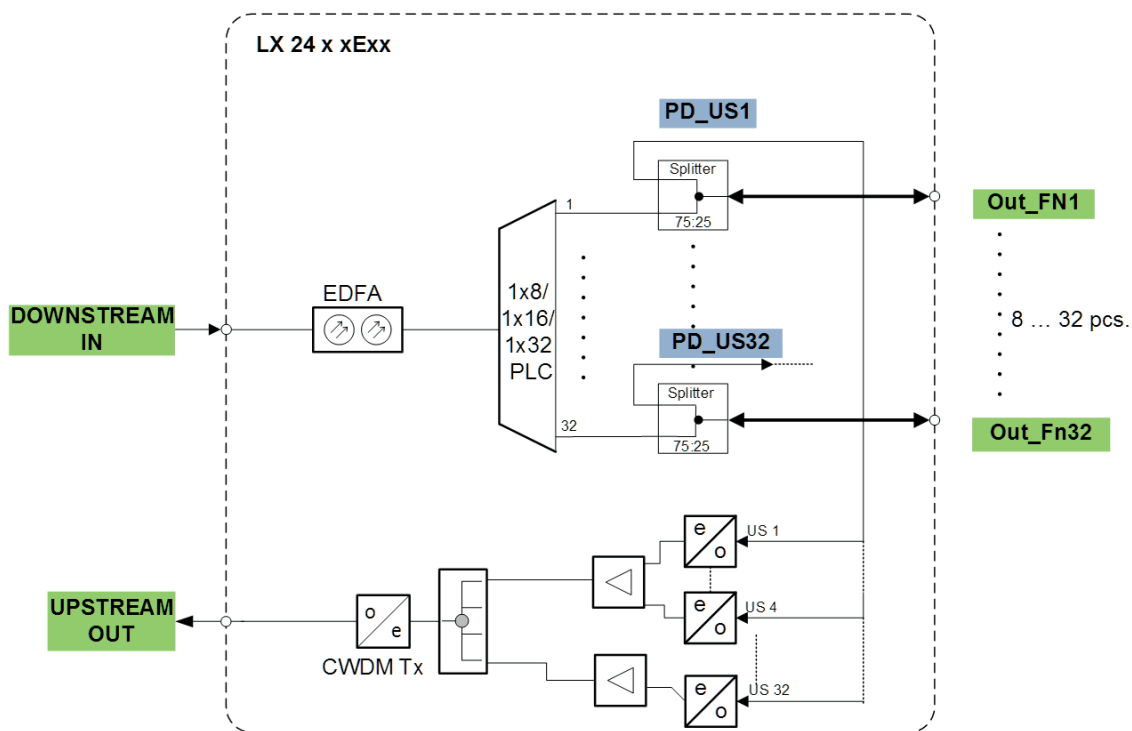 LX 24 x xExx
PD_US1
Splitter
75:25
1
Out_FN1
EDFA
DOWNSTREAM
IN
1x8/
1x16/
1x32
PLC
8 ... 32 pcs.
PD_US32
Splitter
75:25
32
Out_Fn32
e
o
US 1
e
o
US 4
UPSTREAM
OUT
o
e
CWDM Tx
e
o
US 32